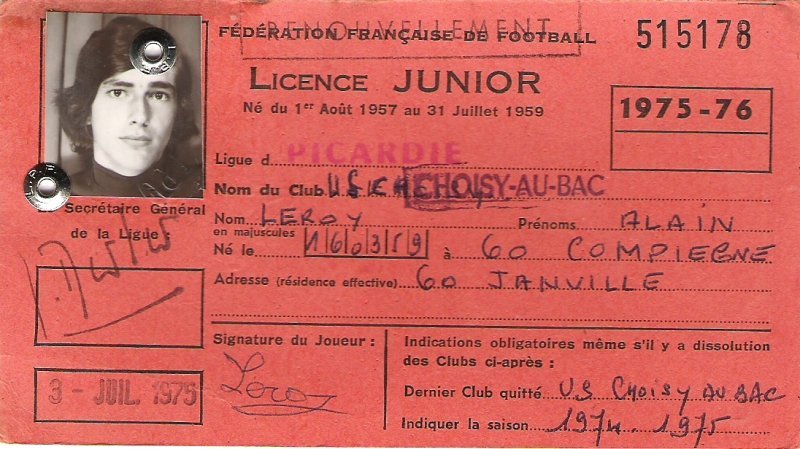 RENOUVELLEMENT
FÉDÉRATION FRANÇAISE DE FOOTBALL
515178
LICENCE JUNIOR
Né du 1er Août 1957 au 31 Juillet 1959
1975-76
Ligue d PICARDIE
Nom du Club US CHOISY-AU-BAC
Secrétaire Général
de la Ligue
Nom LEROY Prénoms ALAIN
en majuscules
Né le 160359 à 60 COMPIEGNE
Adresse (résidence effective) 60 JANVILLE
Signature du Joueur :
Leroy
3 - JUIL. 1975
Indications obligatoires même s'il y a dissolution
des Clubs ci-après :
Dernier Club quitté US CHOISY AU BAC
Indiquer la saison 1974.1975